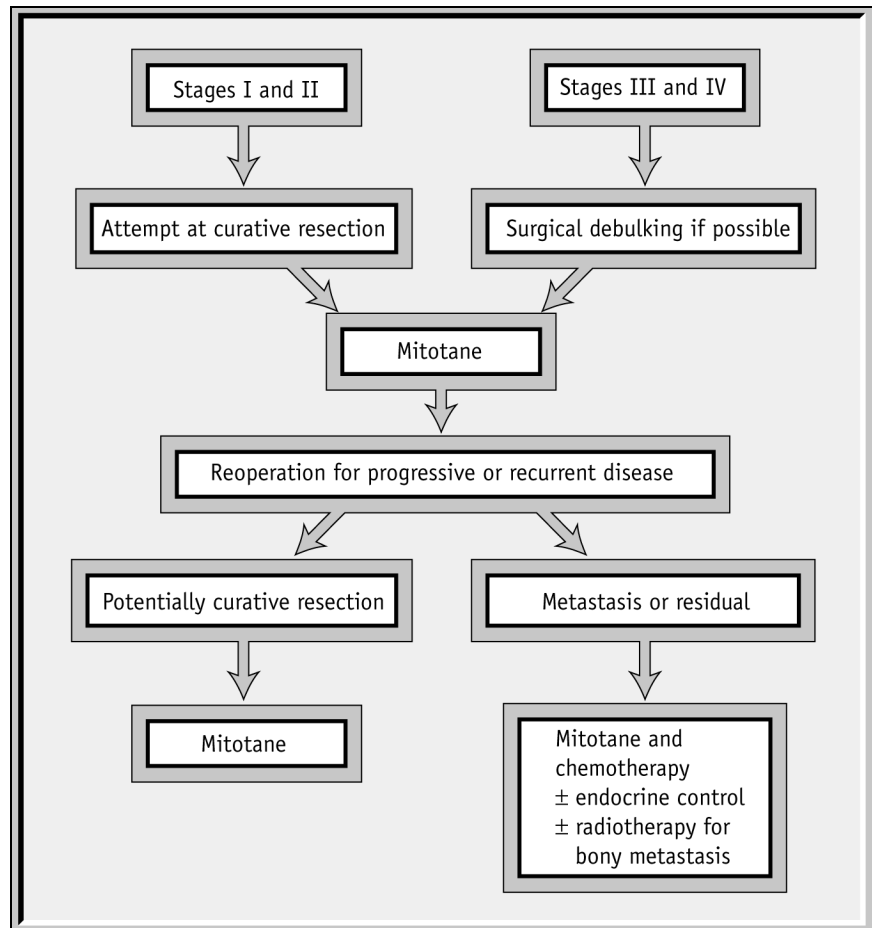 Stages I and II
Stages III and IV
Attempt at curative resection
Surgical debulking if possible
Mitotane
Reoperation for progressive or recurrent disease
Potentially curative resection
Metastasis or residual
Mitotane
Mitotane and
chemotherapy
± endocrine control
± radiotherapy for
bony metastasis